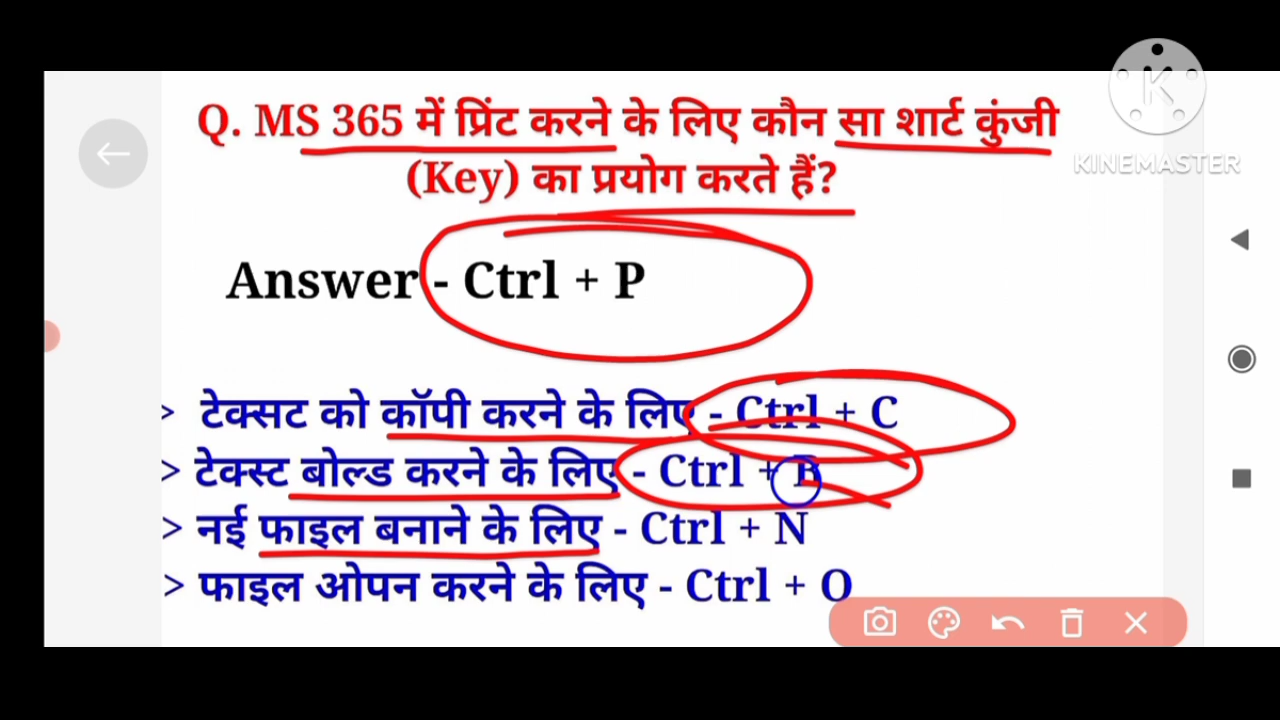 Q. MS 365 में प्रिंट करने के लिए कौन सा शार्ट कुंजी
(Key) का प्रयोग करते हैं?
KINEMASTER
Answer - Ctrl + P
> टेक्सट को कॉपी करने के लिए - Ctrl + C
> टेक्स्ट बोल्ड करने के लिए - Ctrl + B
> नई फाइल बनाने के लिए - Ctrl + N
> फाइल ओपन करने के लिए - Ctrl + O